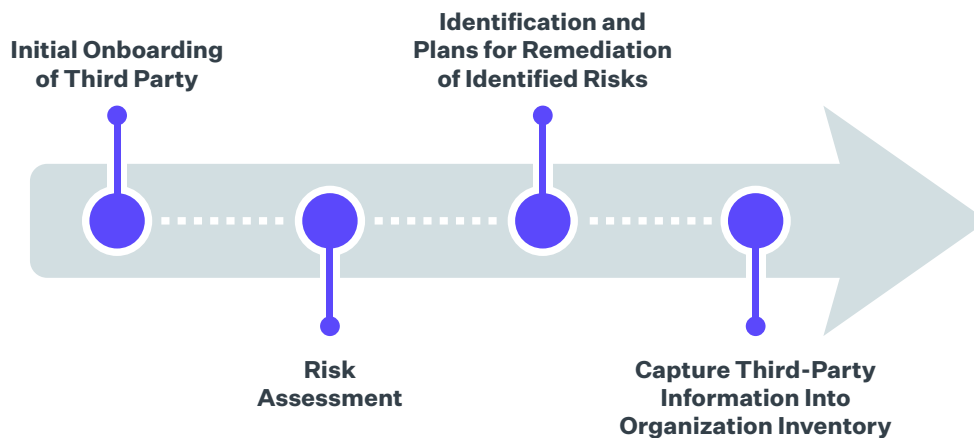 Initial Onboarding
of Third Party
Risk
Assessment
Identification and
Plans for Remediation
of Identified Risks
Capture Third-Party
Information Into
Organization Inventory